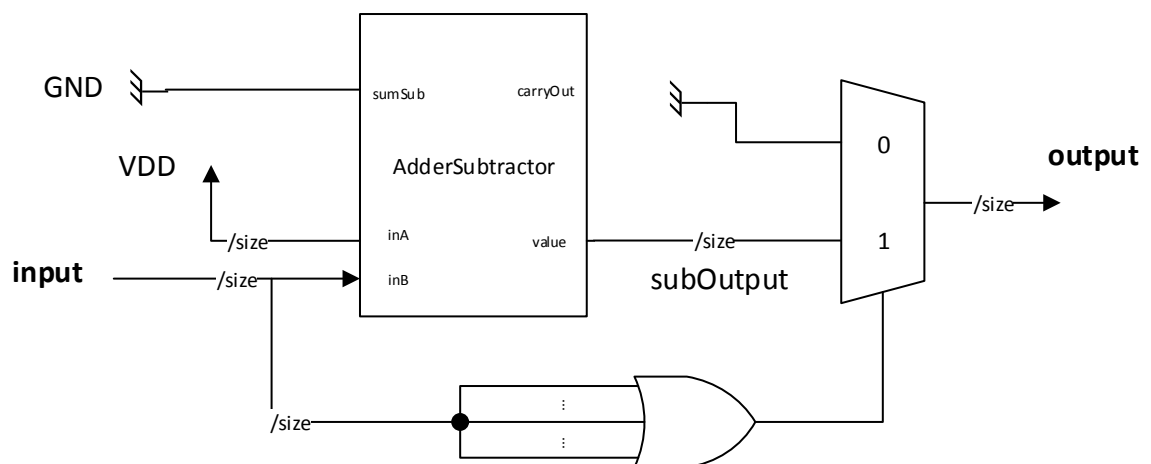 GND
sumSub
carryOut
0
VDD
AdderSubtractor
output
/size
/size
inA
value
/size
1
input
/size
inB
subOutput
...
/size
...